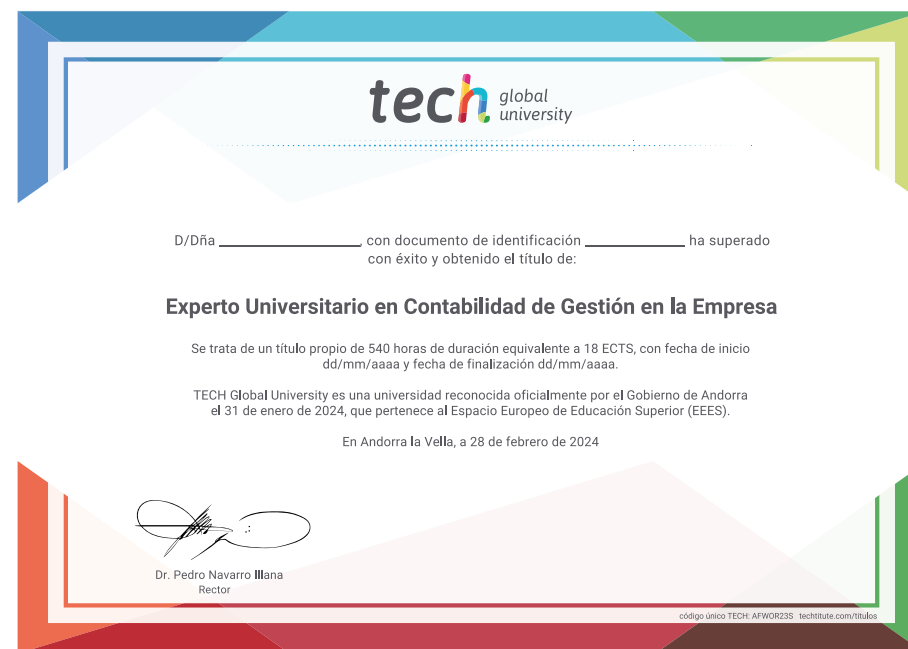 tech global university
D/Dña ________________, con documento de identificación ____________ ha superado
con éxito y obtenido el título de:
Experto Universitario en Contabilidad de Gestión en la Empresa
Se trata de un título propio de 540 horas de duración equivalente a 18 ECTS, con fecha de inicio
dd/mm/aaaa y fecha de finalización dd/mm/aaaa.
TECH Global University es una universidad reconocida oficialmente por el Gobierno de Andorra
el 31 de enero de 2024, que pertenece al Espacio Europeo de Educación Superior (EEES).
En Andorra la Vella, a 28 de febrero de 2024
Dr. Pedro Navarro Illana
Rector
código único TECH: AFWOR23S techtitute.com/titulos